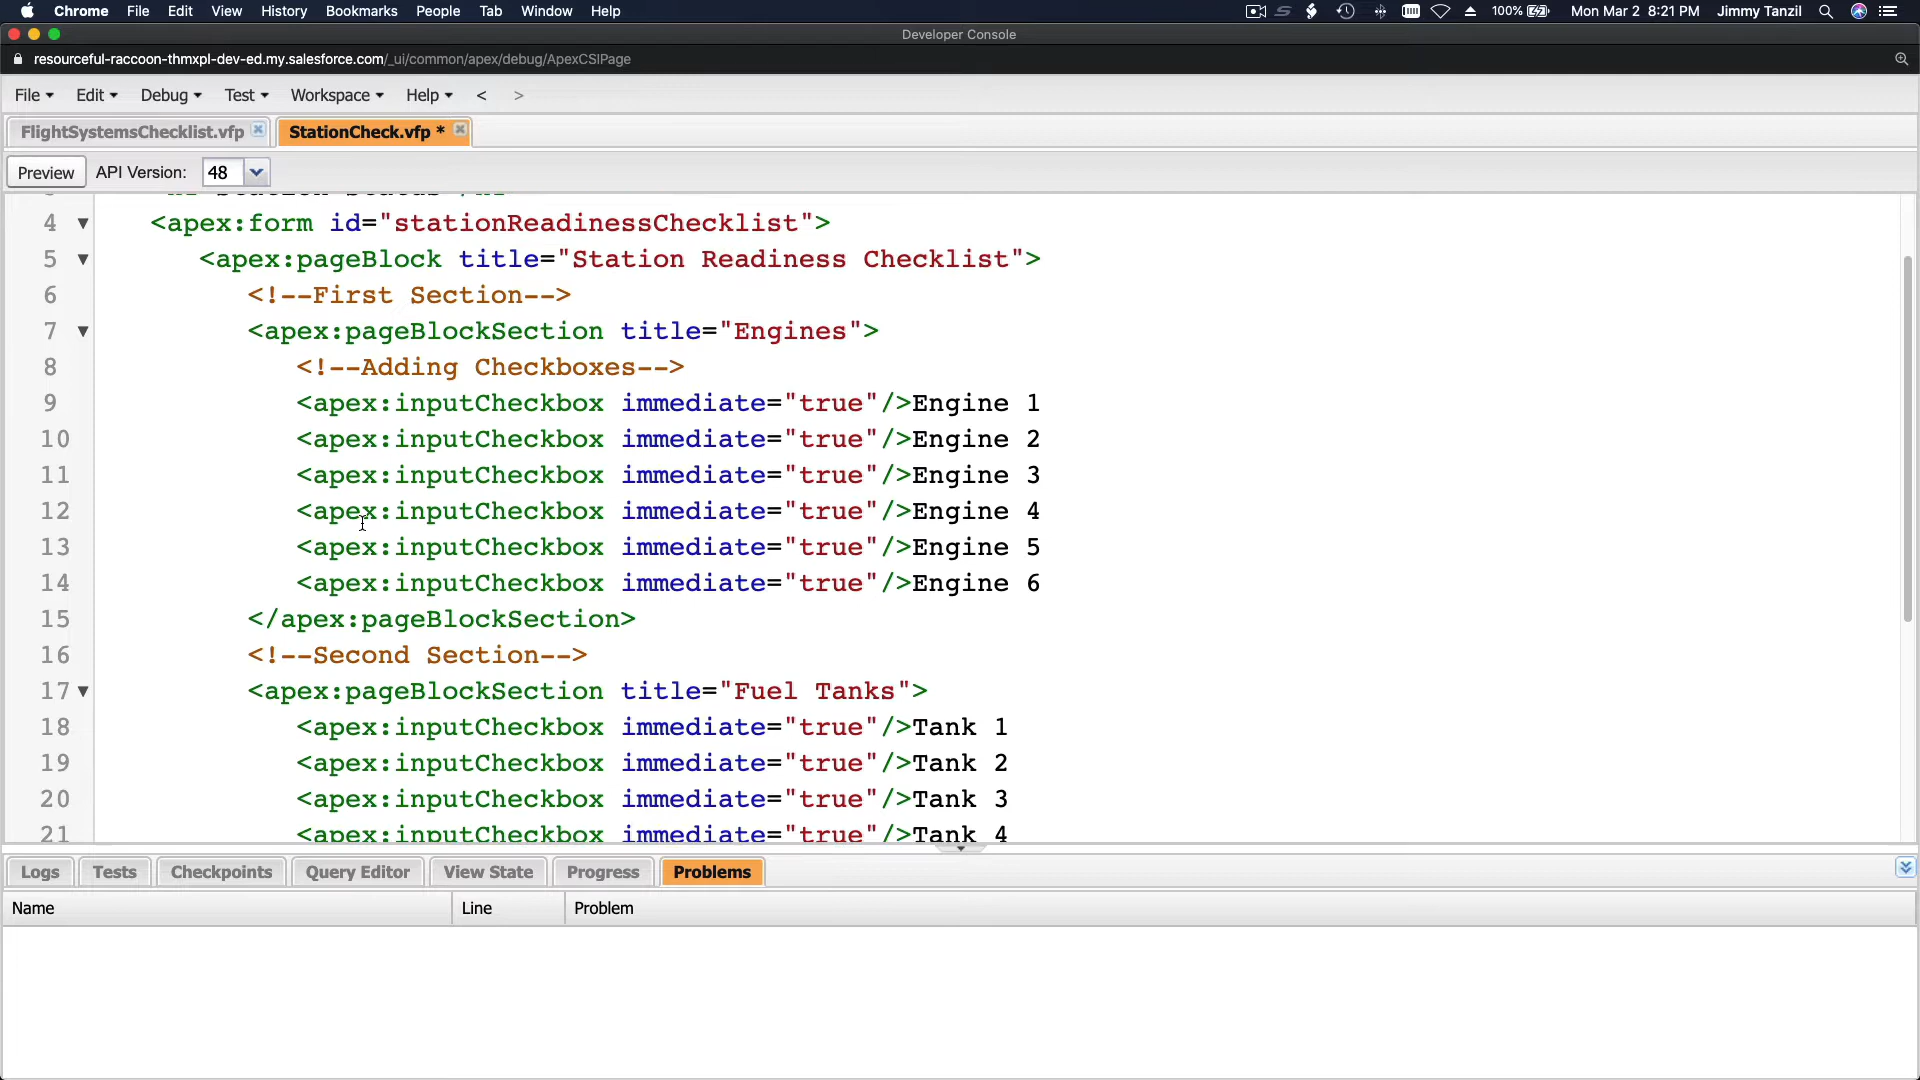 Chrome File Edit View History Bookmarks People Tab Window Help 100% Mon Mar 2 8:21 PM Jimmy Tanzil
Developer Console
resourceful-raccoon-thmxpl-dev-ed.my.salesforce.com/_ui/common/apex/debug/ApexCSIPage
File Edit Debug Test Workspace Help < >
FlightSystemsChecklist.vfp StationCheck.vfp *
Preview API Version: 48
4 <apex:form id="stationReadinessChecklist">
5 <apex:pageBlock title="Station Readiness Checklist">
6 <!--First Section-->
7 <apex:pageBlockSection title="Engines">
8 <!--Adding Checkboxes-->
9 <apex:inputCheckbox immediate="true"/>Engine 1
10 <apex:inputCheckbox immediate="true"/>Engine 2
11 <apex:inputCheckbox immediate="true"/>Engine 3
12 <apex:inputCheckbox immediate="true"/>Engine 4
13 <apex:inputCheckbox immediate="true"/>Engine 5
14 <apex:inputCheckbox immediate="true"/>Engine 6
15 </apex:pageBlockSection>
16 <!--Second Section-->
17 <apex:pageBlockSection title="Fuel Tanks">
18 <apex:inputCheckbox immediate="true"/>Tank 1
19 <apex:inputCheckbox immediate="true"/>Tank 2
20 <apex:inputCheckbox immediate="true"/>Tank 3
21 <apex:inputCheckbox immediate="true"/>Tank 4
Logs Tests Checkpoints Query Editor View State Progress Problems
Name Line Problem